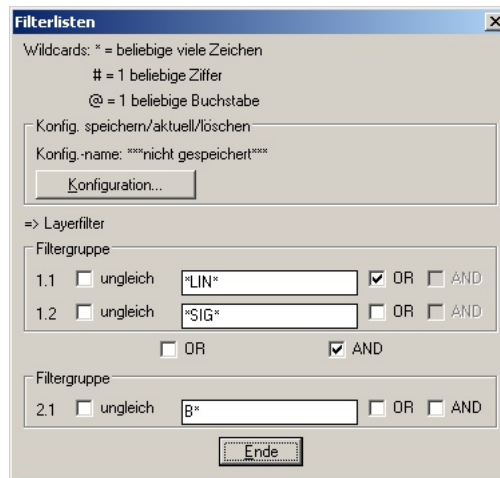 Filterlisten
Wildcards: * = beliebige viele Zeichen
# = 1 beliebige Ziffer
@ = 1 beliebige Buchstabe
Konfig. speichern/aktuell/löschen
Konfig.-name: ***nicht gespeichert***
Konfiguration...
=> Layerfilter
Filtergruppe
1.1 ungleich *LIN* OR AND
1.2 ungleich *SIG* OR AND
OR AND
Filtergruppe
2.1 ungleich B* OR AND
Ende